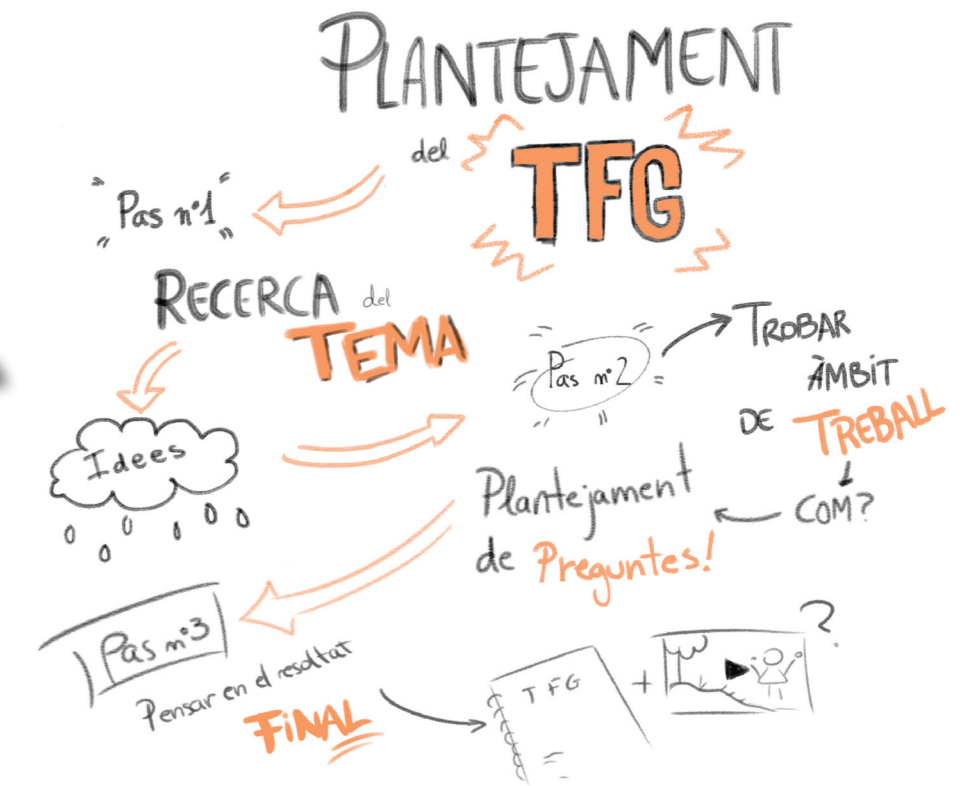 PLANTEJAMENT
del TFG
"Pas nº1"
RECERCA del
TEMA
Idees
Pas nº2
TROBAR
ÀMBIT
DE TREBALL
COM?
Plantejament
de Preguntes!
Pas nº3
Pensar en el resultat
FINAL
TFG
+
?